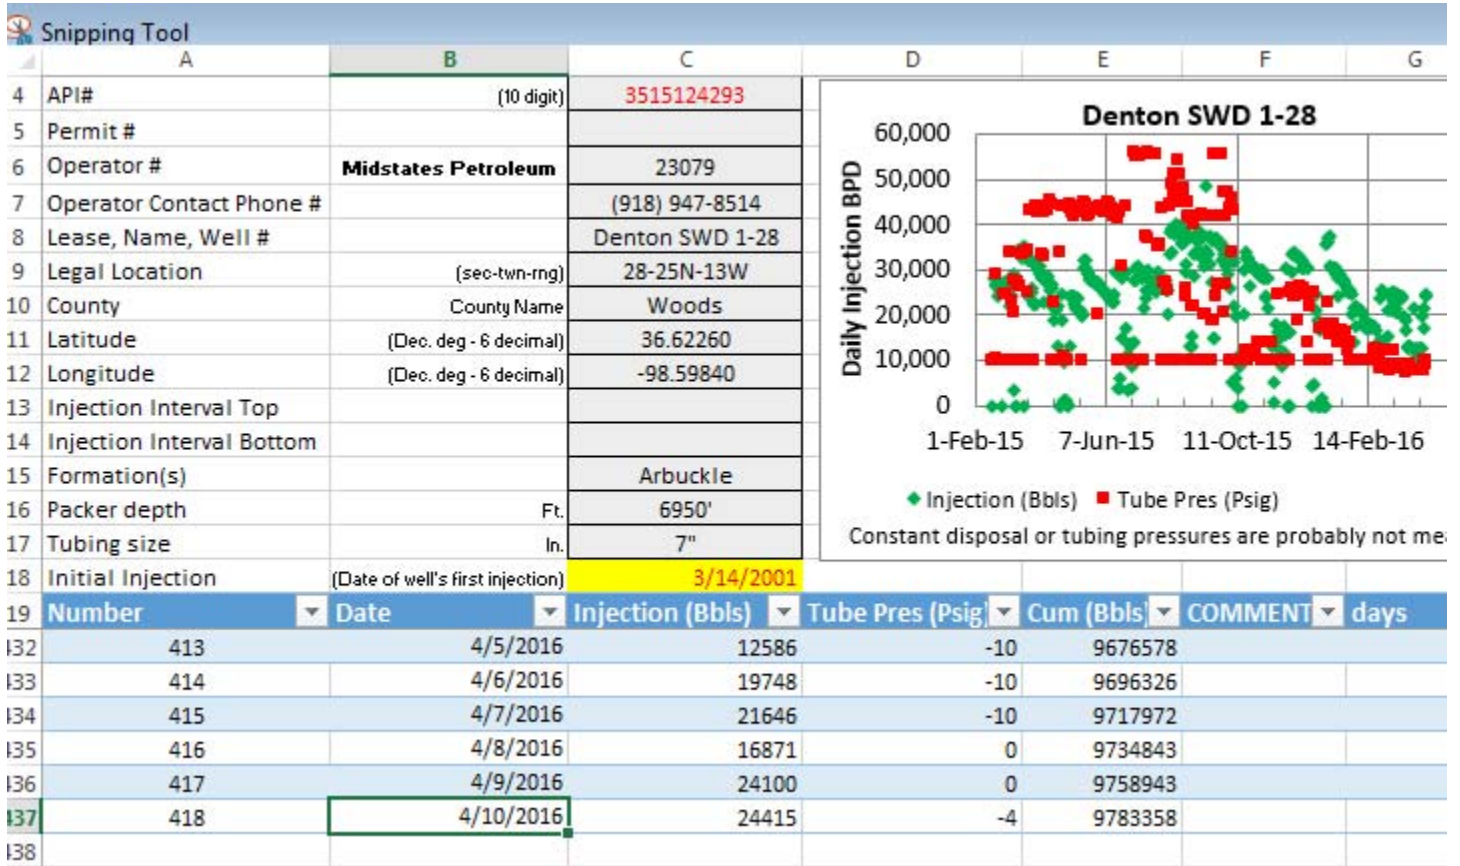 Snipping Tool
A B C D E F G
4 API# (10 digit) 3515124293
5 Permit #
6 Operator # Midstates Petroleum 23079
7 Operator Contact Phone # (918) 947-8514
8 Lease, Name, Well # Denton SWD 1-28
9 Legal Location (sec-twn-rng) 28-25N-13W
10 County County Name Woods
11 Latitude (Dec. deg - 6 decimal) 36.62260
12 Longitude (Dec. deg - 6 decimal) -98.59840
13 Injection Interval Top
14 Injection Interval Bottom
15 Formation(s) Arbuckle
16 Packer depth Ft. 6950'
17 Tubing size In. 7"
18 Initial Injection (Date of well's first injection) 3/14/2001
Denton SWD 1-28
Daily Injection BPD
60,000
50,000
40,000
30,000
20,000
10,000
0
1-Feb-15 7-Jun-15 11-Oct-15 14-Feb-16
Injection (Bbls) Tube Pres (Psig)
Constant disposal or tubing pressures are probably not me
19 Number Date Injection (Bbls) Tube Pres (Psig) Cum (Bbls) COMMENT days
432 413 4/5/2016 12586 -10 9676578
433 414 4/6/2016 19748 -10 9696326
434 415 4/7/2016 21646 -10 9717972
435 416 4/8/2016 16871 0 9734843
436 417 4/9/2016 24100 0 9758943
437 418 4/10/2016 24415 -4 9783358
438